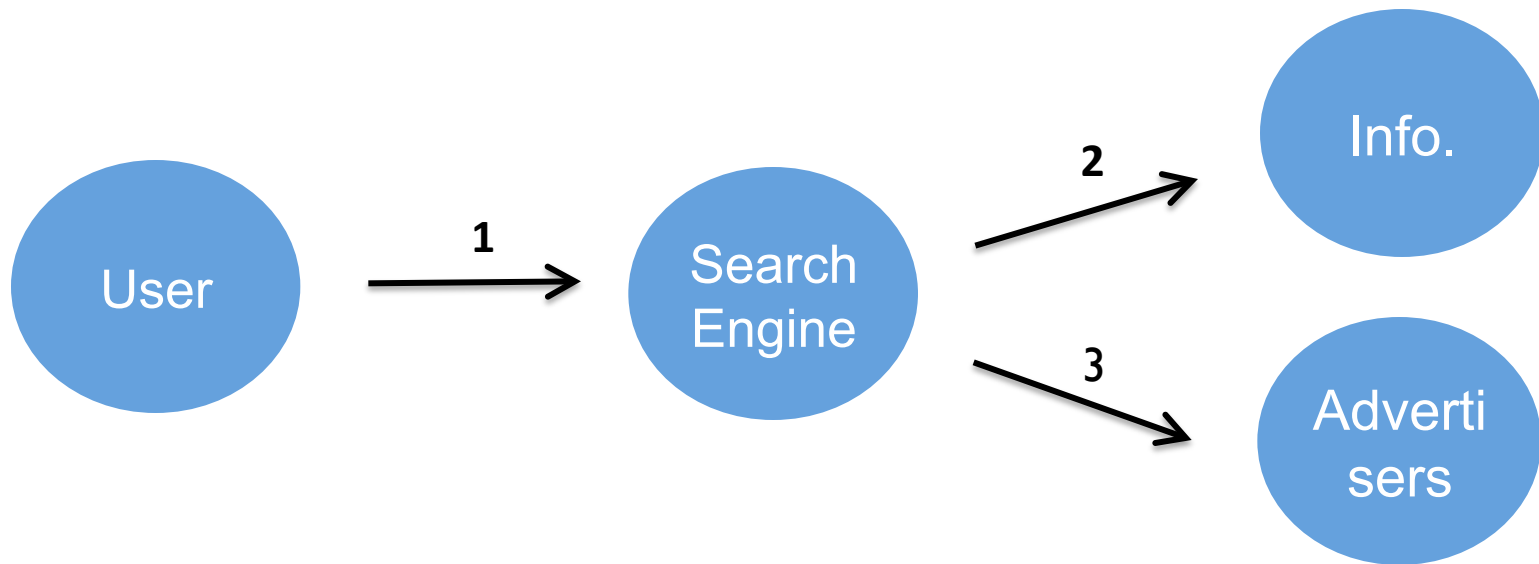 User
1
Search
Engine
2
Info.
3
Adverti
sers